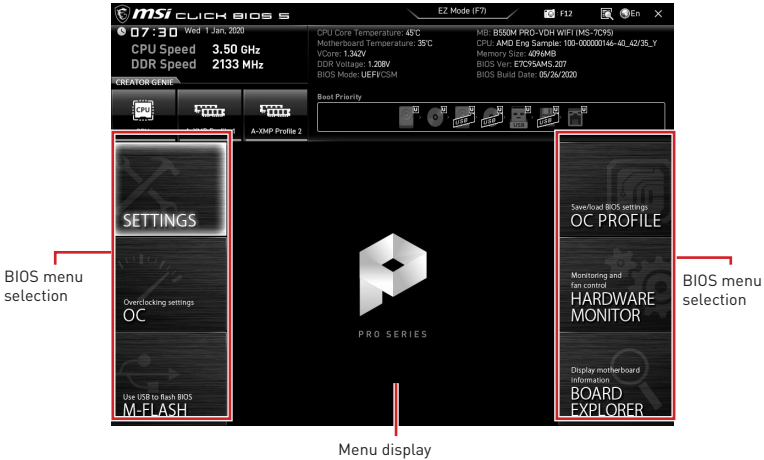 msi CLICK BIOS 5
EZ Mode (F7)
: F12
En
07:30 Wed 1 Jan, 2020
CPU Speed 3.50 GHz
DDR Speed 2133 MHz
CPU Core Temperature: 45°C
Motherboard Temperature: 35°C
VCore: 1.342V
DDR Voltage: 1.208V
BIOS Mode: UEFI/CSM
MB: B550M PRO-VDH WIFI (MS-7C95)
CPU: AMD Eng Sample: 100-000000146-40_42/35_Y
Memory Size: 4096MB
BIOS Ver: E7C95AMS.207
BIOS Build Date: 05/26/2020
CREATOR GENIE
Boot Priority
CPU
U U U U U U U
USB USB USB USB
A-XMP Profile 2
SETTINGS
Overclocking settings
OC
Use USB to flash BIOS
M-FLASH
PRO SERIES
Save/load BIOS settings
OC PROFILE
Monitoring and
fan control
HARDWARE
MONITOR
Display motherboard
information
BOARD
EXPLORER
BIOS menu
selection
BIOS menu
selection
Menu display